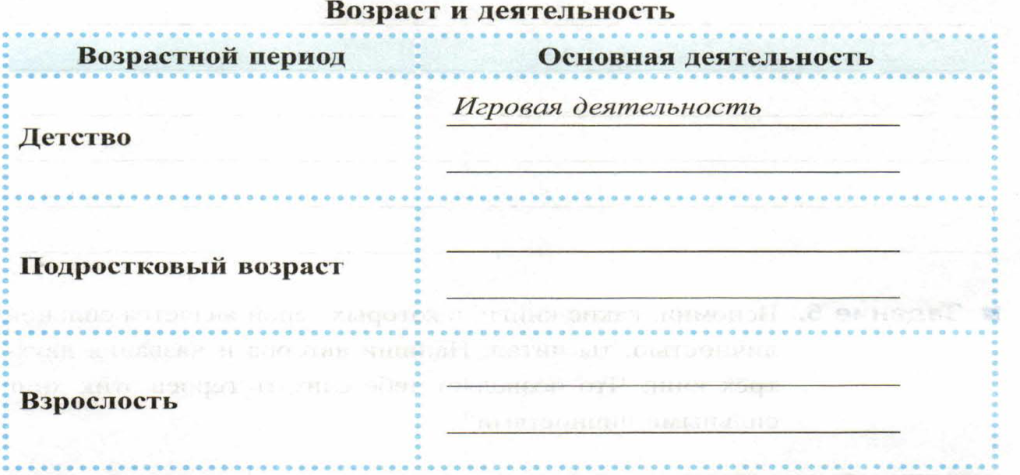 Возраст и деятельность
Возрастной период Основная деятельность
Детство
Игровая деятельность
Подростковый возраст
Взрослость